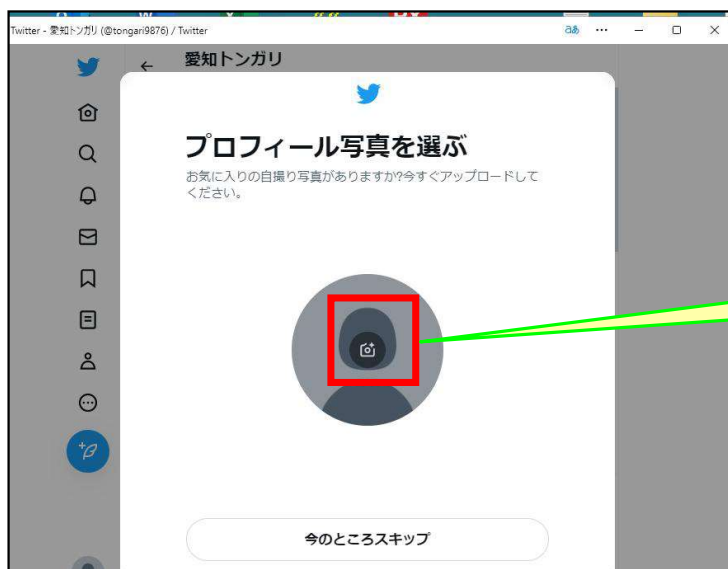 Twitter - 愛知トンガリ (@tongari9876) / Twitter
愛知トンガリ
プロフィール写真を選ぶ
お気に入りの自撮り写真がありますか?今すぐアップロードして
ください。
今のところスキップ